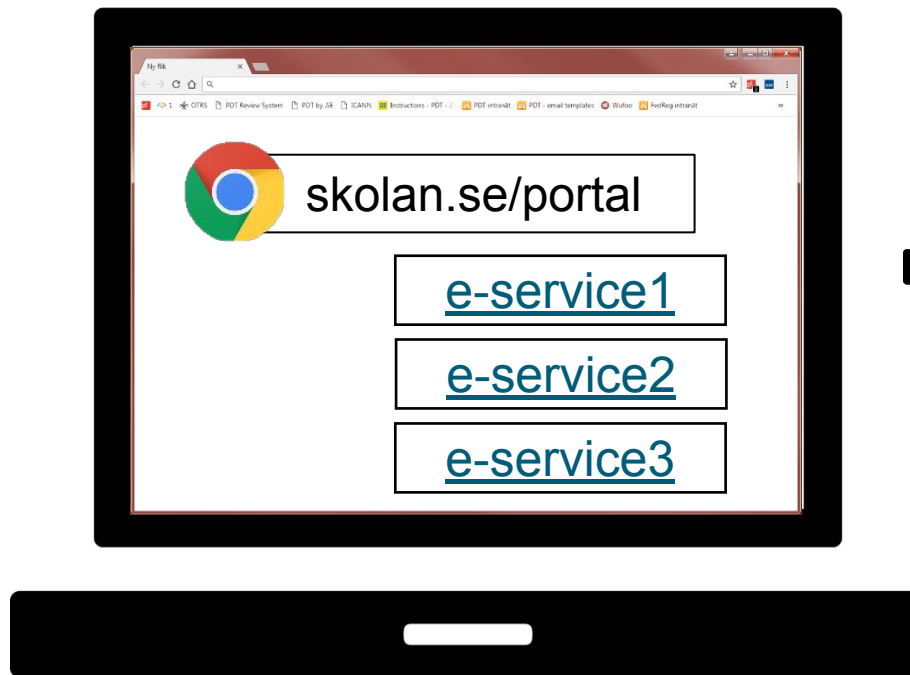 Ny flik
1 OTRS PDT Review System PDT by .SE ICANN Instructions - PDT - PDT intranät PDT - email templates Wufoo FedReg intranät
skolan.se/portal
e-service1
e-service2
e-service3